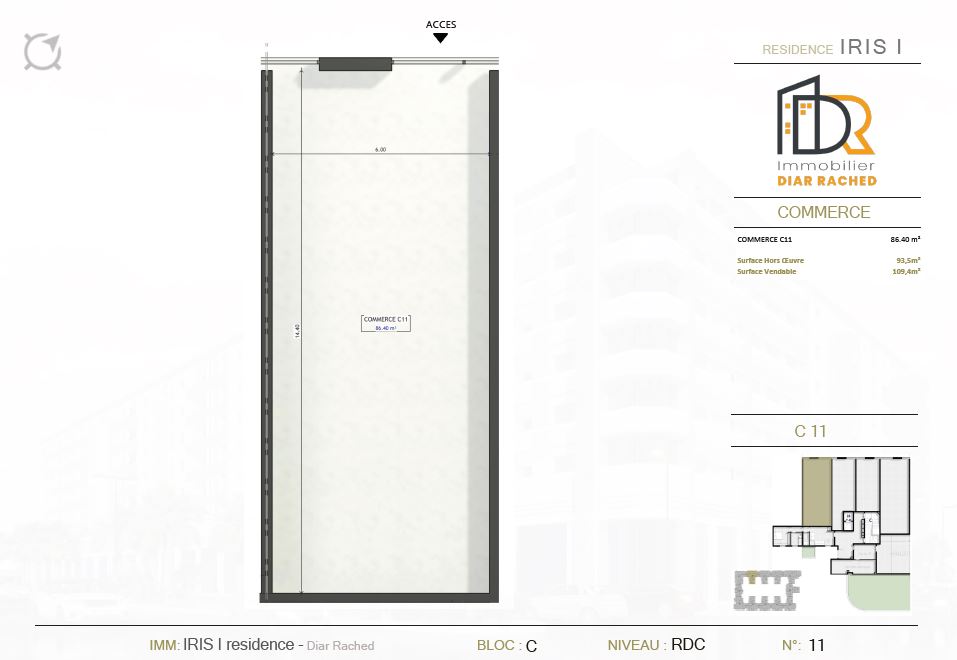 ACCES
6.00
14.40
COMMERCE C11
86.40 m²
RESIDENCE IRIS I
DR
Immobilier
DIAR RACHED
COMMERCE
COMMERCE C11 86.40 m²
Surface Hors Œuvre 93,5m²
Surface Vendable 109,4m²
C 11
IMM: IRIS I residence - Diar Rached BLOC : C NIVEAU : RDC N°: 11